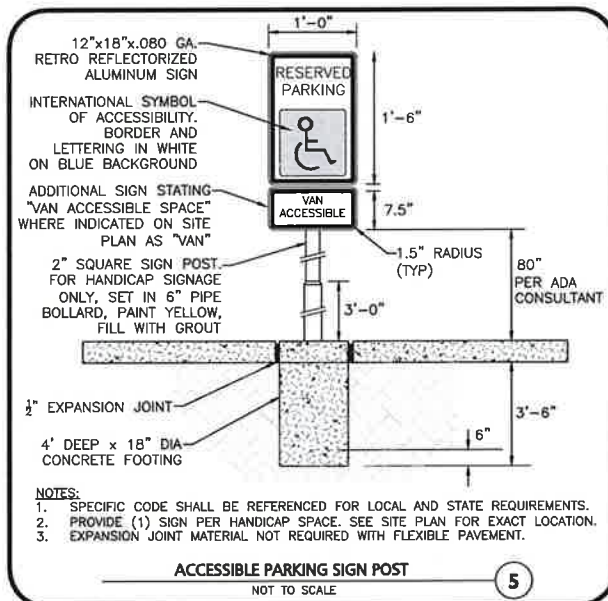 1'-0"
12"x18"x.080 GA.
RETRO REFLECTORIZED
ALUMINUM SIGN
RESERVED
PARKING
INTERNATIONAL SYMBOL
OF ACCESSIBILITY.
BORDER AND
LETTERING IN WHITE
ON BLUE BACKGROUND
1'-6"
ADDITIONAL SIGN STATING
"VAN ACCESSIBLE SPACE"
WHERE INDICATED ON SITE
PLAN AS "VAN"
VAN
ACCESSIBLE
7.5"
1.5" RADIUS
(TYP)
2" SQUARE SIGN POST.
FOR HANDICAP SIGNAGE
ONLY, SET IN 6" PIPE
BOLLARD, PAINT YELLOW,
FILL WITH GROUT
3'-0"
80"
PER ADA
CONSULTANT
½" EXPANSION JOINT
4' DEEP x 18" DIA
CONCRETE FOOTING
6"
3'-6"
NOTES:
1. SPECIFIC CODE SHALL BE REFERENCED FOR LOCAL AND STATE REQUIREMENTS.
2. PROVIDE (1) SIGN PER HANDICAP SPACE. SEE SITE PLAN FOR EXACT LOCATION.
3. EXPANSION JOINT MATERIAL NOT REQUIRED WITH FLEXIBLE PAVEMENT.
ACCESSIBLE PARKING SIGN POST
NOT TO SCALE
5